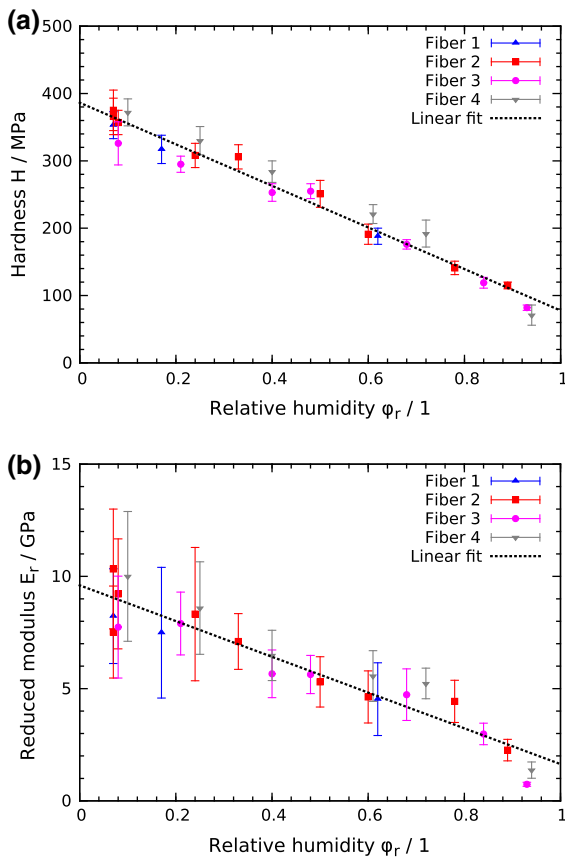 (a)
500
400
300
200
100
0
Hardness H / MPa
Fiber 1
Fiber 2
Fiber 3
Fiber 4
Linear fit
0 0.2 0.4 0.6 0.8 1
Relative humidity φ_r / 1
(b)
15
10
5
0
Reduced modulus E_r / GPa
Fiber 1
Fiber 2
Fiber 3
Fiber 4
Linear fit
0 0.2 0.4 0.6 0.8 1
Relative humidity φ_r / 1